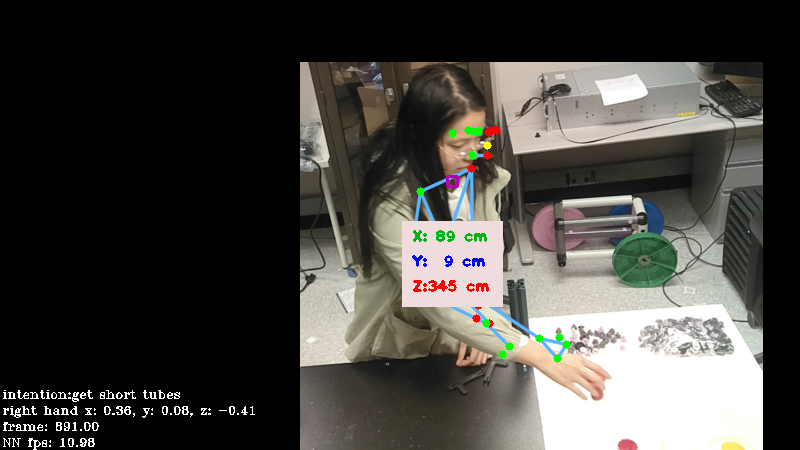 X: 89 cm
Y: 9 cm
Z:345 cm
intention:get short tubes
right hand x: 0.36, y: 0.08, z: -0.41
frame: 891.00
NN fps: 10.98